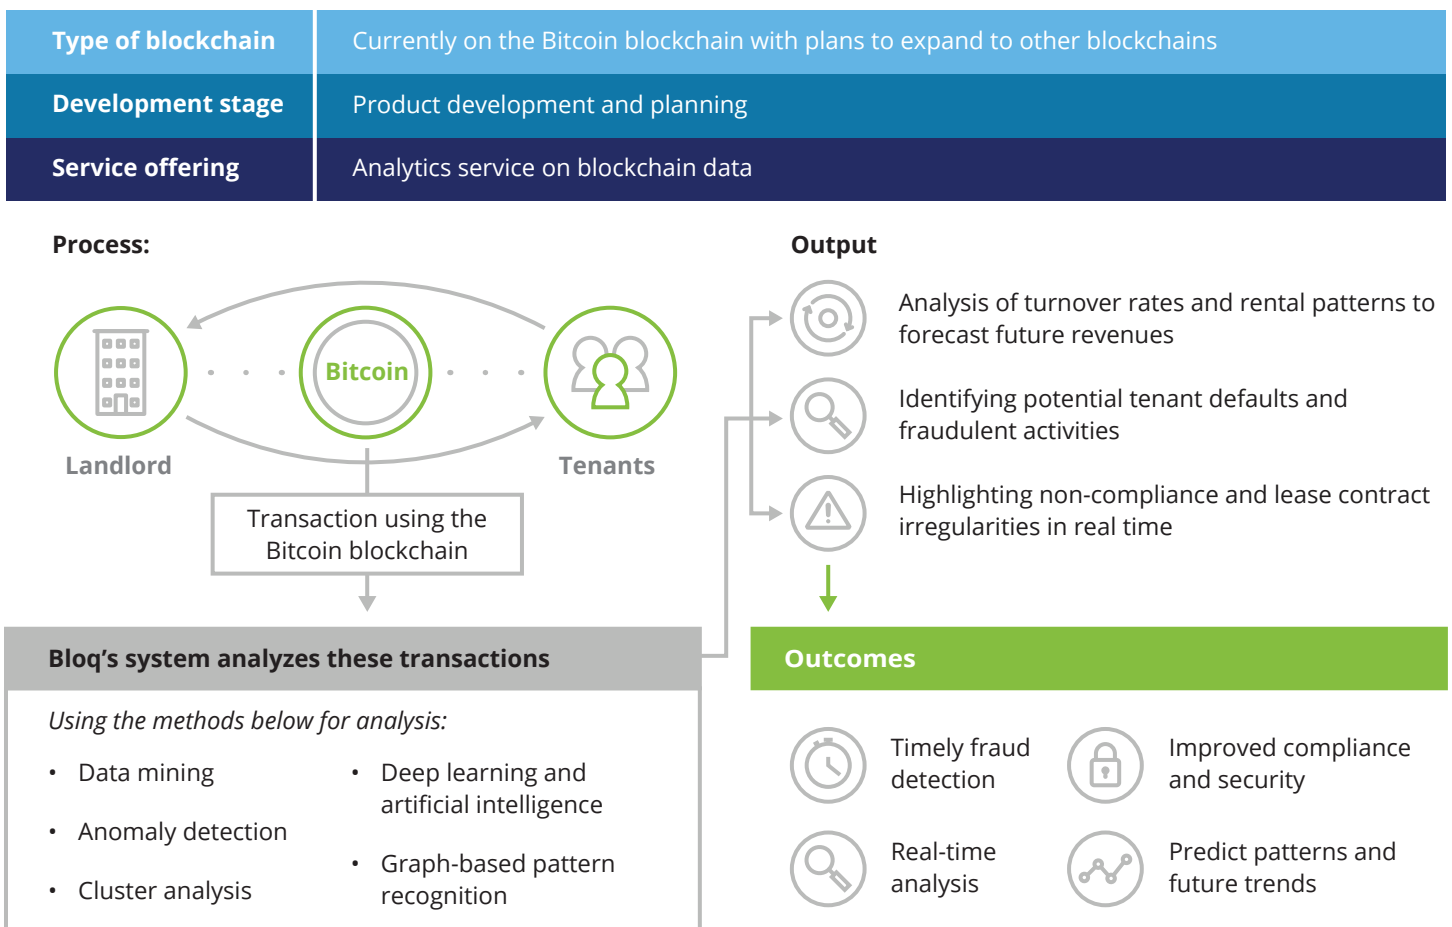 Type of blockchain
Currently on the Bitcoin blockchain with plans to expand to other blockchains
Development stage
Product development and planning
Service offering
Analytics service on blockchain data
Process:
Bitcoin
Landlord
Tenants
Transaction using the
Bitcoin blockchain
Bloq's system analyzes these transactions
Using the methods below for analysis:
• Data mining
• Anomaly detection
• Cluster analysis
• Deep learning and
artificial intelligence
• Graph-based pattern
recognition
Output
Analysis of turnover rates and rental patterns to
forecast future revenues
Identifying potential tenant defaults and
fraudulent activities
Highlighting non-compliance and lease contract
irregularities in real time
Outcomes
Timely fraud
detection
Improved compliance
and security
Real-time
analysis
Predict patterns and
future trends